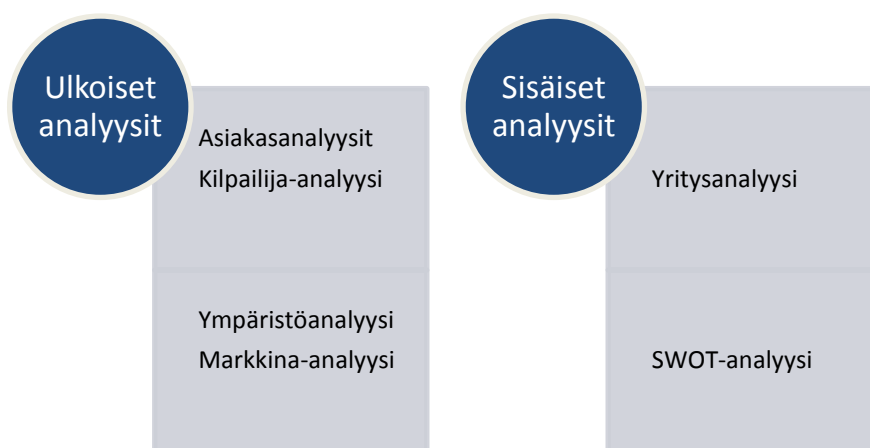 Ulkoiset
analyysit
Asiakasanalyysit
Kilpailija-analyysi
Ympäristöanalyysi
Markkina-analyysi
Sisäiset
analyysit
Yritysanalyysi
SWOT-analyysi